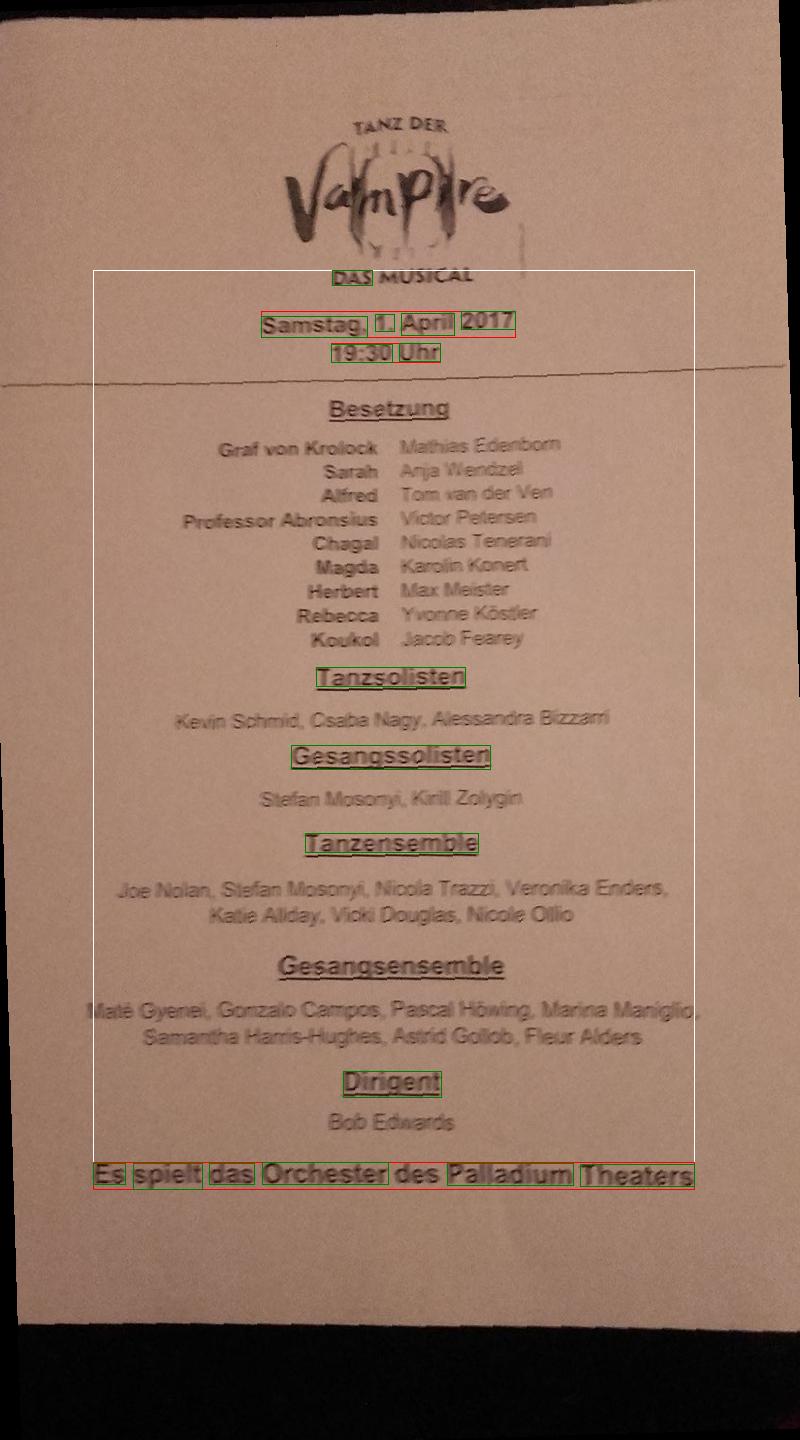 TANZ DER
Vampire
DAS MUSICAL
Samstag, 1. April 2017
19:30 Uhr
Besetzung
Graf von Krolock Mathias Edenborn
Sarah Anja Wendzel
Alfred Tom van der Ven
Professor Abronsius Victor Petersen
Chagal Nicolas Tenerani
Magda Karolin Konert
Herbert Max Meister
Rebecca Yvonne Köstler
Koukol Jacob Fearey
Tanzsolisten
Kevin Schmid, Csaba Nagy, Alessandra Bizzarri
Gesangssolisten
Stefan Mosonyi, Kirill Zolygin
Tanzensemble
Joe Nolan, Stefan Mosonyi, Nicola Trazzi, Veronika Enders,
Katie Allday, Vicki Douglas, Nicole Ollio
Gesangsensemble
Maté Gyenei, Gonzalo Campos, Pascal Höwing, Marina Maniglio,
Samantha Harris-Hughes, Astrid Gollob, Fleur Alders
Dirigent
Bob Edwards
Es spielt das Orchester des Palladium Theaters